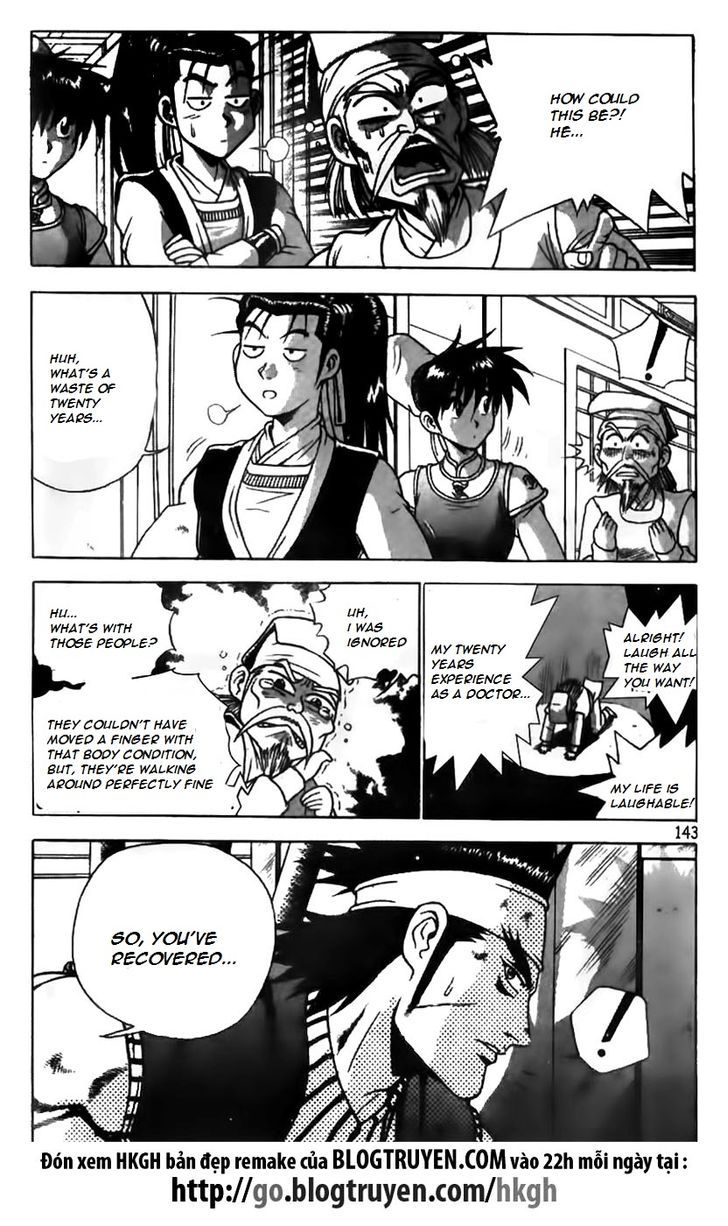 HOW COULD
THIS BE?!
HE...
!
HUH,
WHAT'S A
WASTE OF
TWENTY
YEARS...
HU...
WHAT'S WITH
THOSE PEOPLE?
UH,
I WAS
IGNORED
THEY COULDN'T HAVE
MOVED A FINGER WITH
THAT BODY CONDITION,
BUT, THEY'RE WALKING
AROUND PERFECTLY FINE
MY TWENTY
YEARS
EXPERIENCE
AS A DOCTOR...
ALRIGHT!
LAUGH ALL
THE WAY
YOU WANT!
MY LIFE IS
LAUGHABLE!
143
SO, YOU'VE
RECOVERED...
!
Đón xem HKGH bản đẹp remake của BLOGTRUYEN.COM vào 22h mỗi ngày tại :
http://go.blogtruyen.com/hkgh